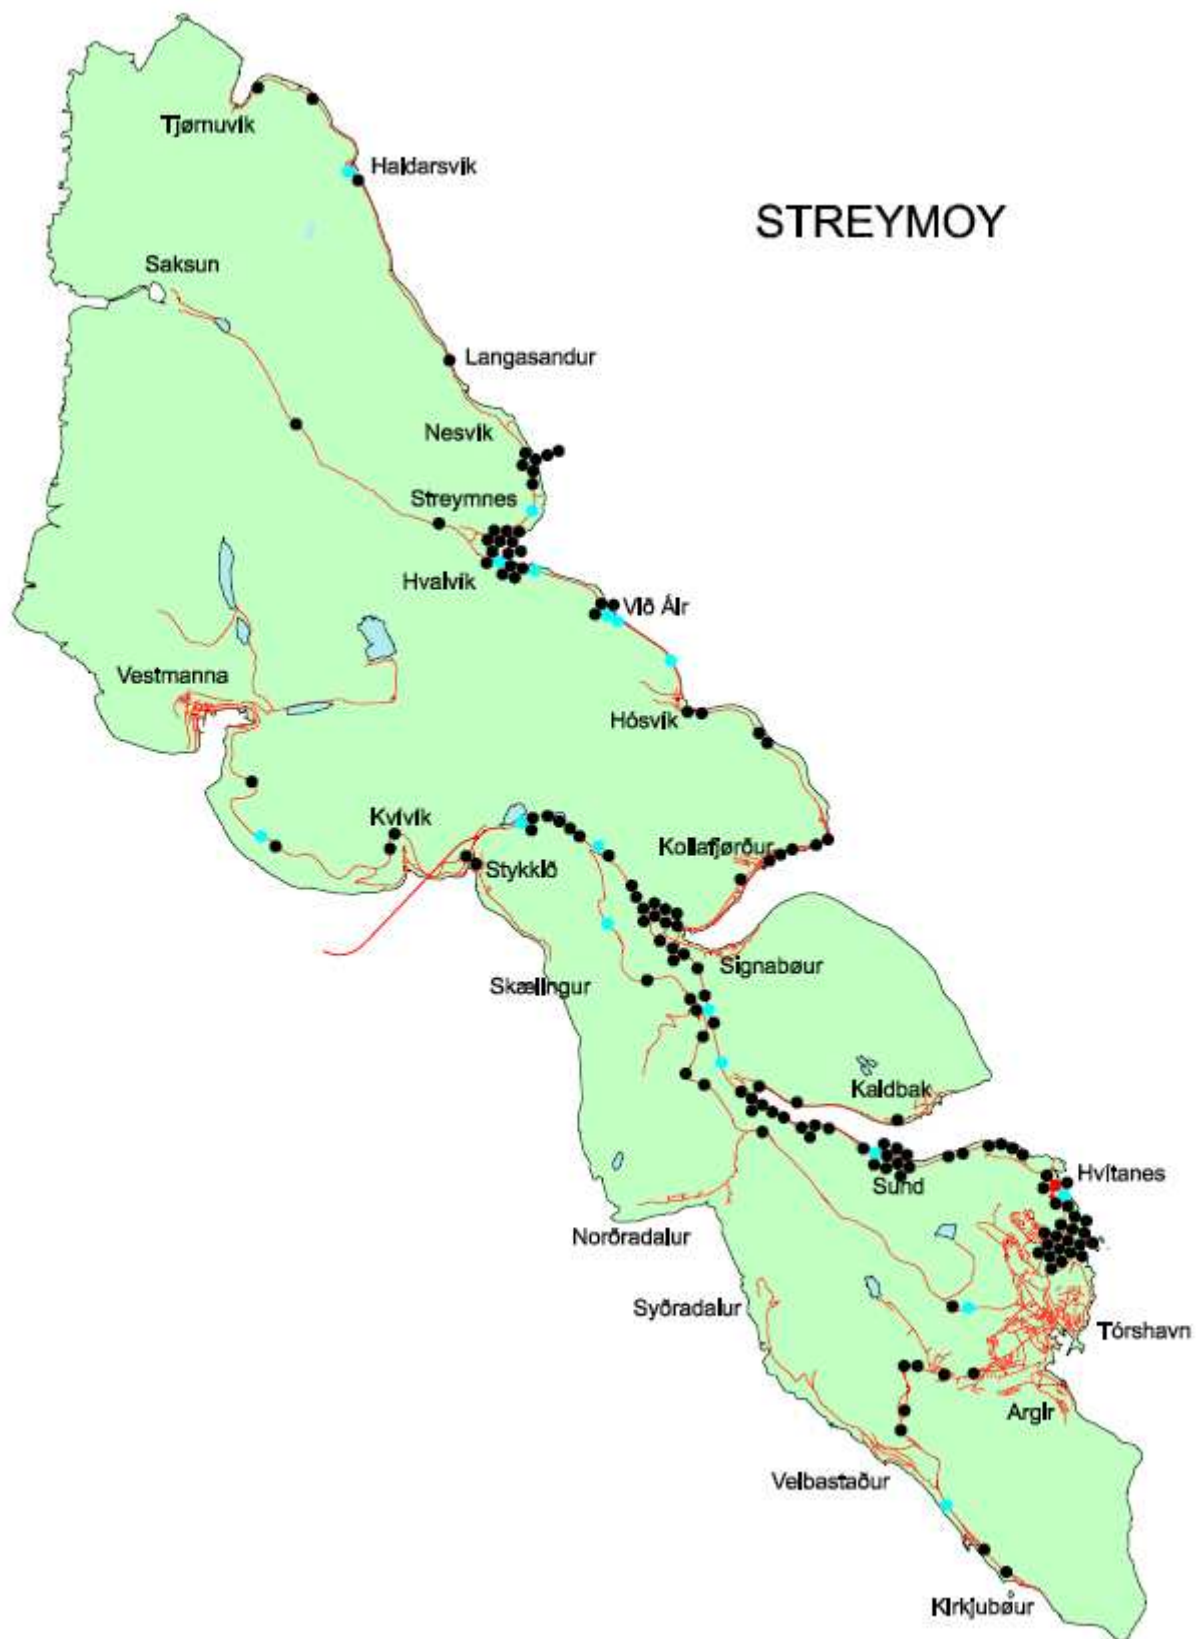 Tjørnuvík
Haldarsvík
STREYMOY
Saksun
Langasandur
Nesvík
Streymnes
Hvalvík
Við Áir
Vestmanna
Hósvík
Kvívík
Kollafjørður
Stykkið
Signabøur
Skælingur
Kaldbak
Hvítanes
Sund
Norðradalur
Syðradalur
Tórshavn
Argir
Velbastaður
Kirkjubøur